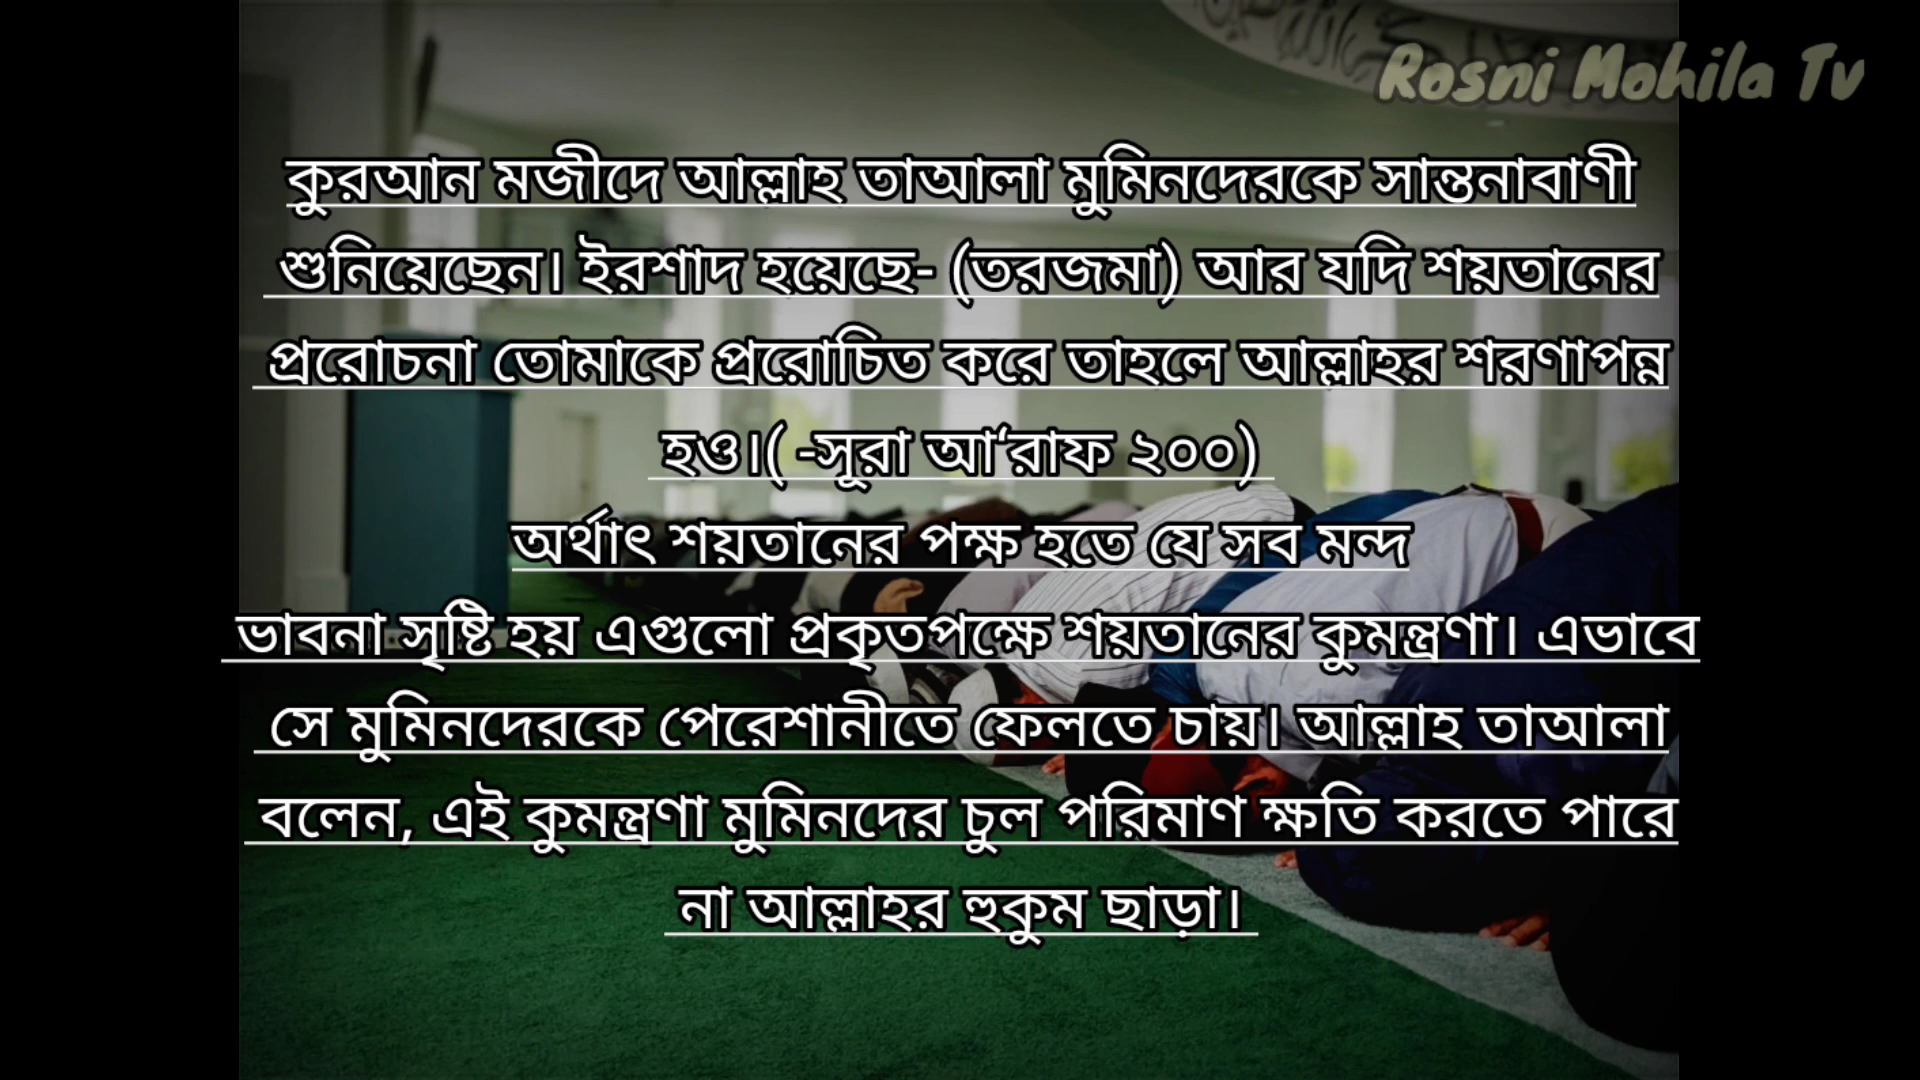 Rosni Mohila Tv
কুরআন মজীদে আল্লাহ তাআলা মুমিনদেরকে সান্তনাবাণী
শুনিয়েছেন। ইরশাদ হয়েছে- (তরজমা) আর যদি শয়তানের
প্ররোচনা তোমাকে প্ররোচিত করে তাহলে আল্লাহর শরণাপন্ন
হও।( -সূরা আ‘রাফ ২০০)
অর্থাৎ শয়তানের পক্ষ হতে যে সব মন্দ
ভাবনা সৃষ্টি হয় এগুলো প্রকৃতপক্ষে শয়তানের কুমন্ত্রণা। এভাবে
সে মুমিনদেরকে পেরেশানীতে ফেলতে চায়। আল্লাহ তাআলা
বলেন, এই কুমন্ত্রণা মুমিনদের চুল পরিমাণ ক্ষতি করতে পারে
না আল্লাহর হুকুম ছাড়া।